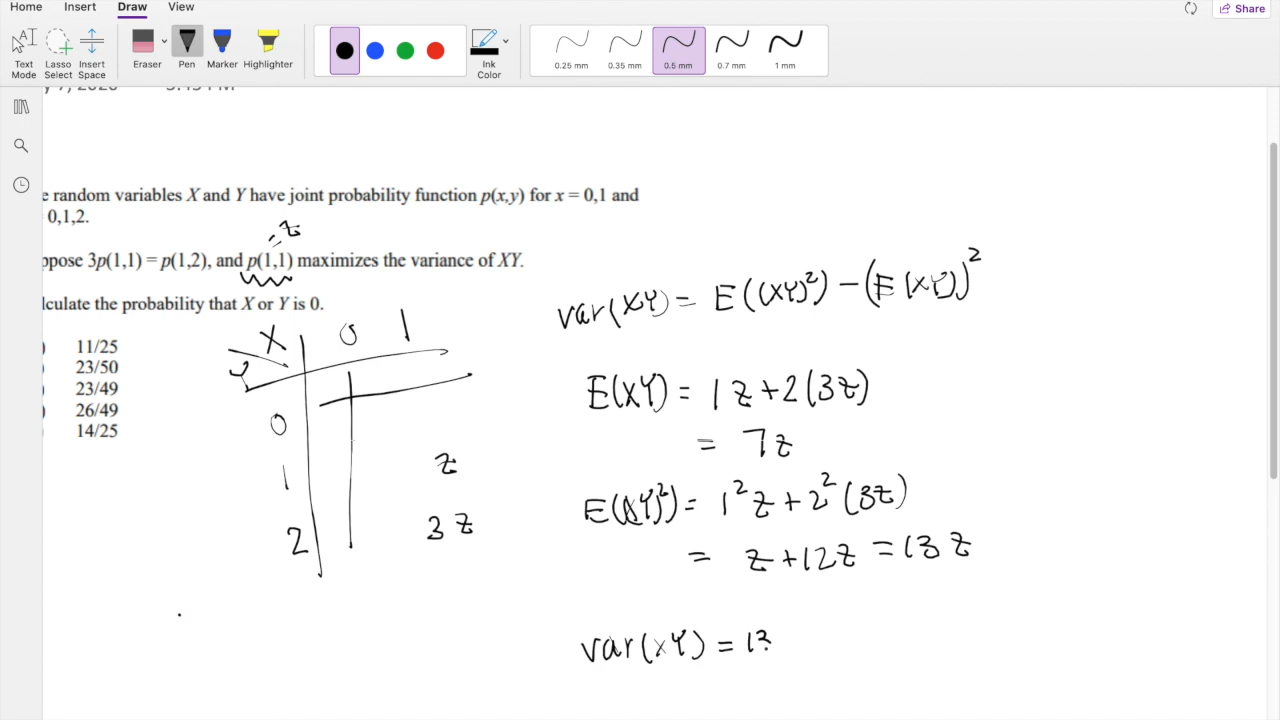 Home Insert Draw View
Share
Text Mode
Lasso Select
Insert Space
Eraser
Pen
Marker
Highlighter
Ink Color
0.25 mm
0.35 mm
0.5 mm
0.7 mm
1 mm
e random variables X and Y have joint probability function p(x,y) for x = 0,1 and
0,1,2.
z
ppose 3p(1,1) = p(1,2), and p(1,1) maximizes the variance of XY.
lculate the probability that X or Y is 0.
) 11/25
) 23/50
) 23/49
) 26/49
) 14/25
X 0 1
Y
0
1 z
2 3z
var(XY) = E((XY)²) − (E(XY))²
E(XY) = 1z + 2(3z)
= 7z
E((XY)²) = 1²z + 2²(3z)
= z + 12z = 13z
var(XY) = 13